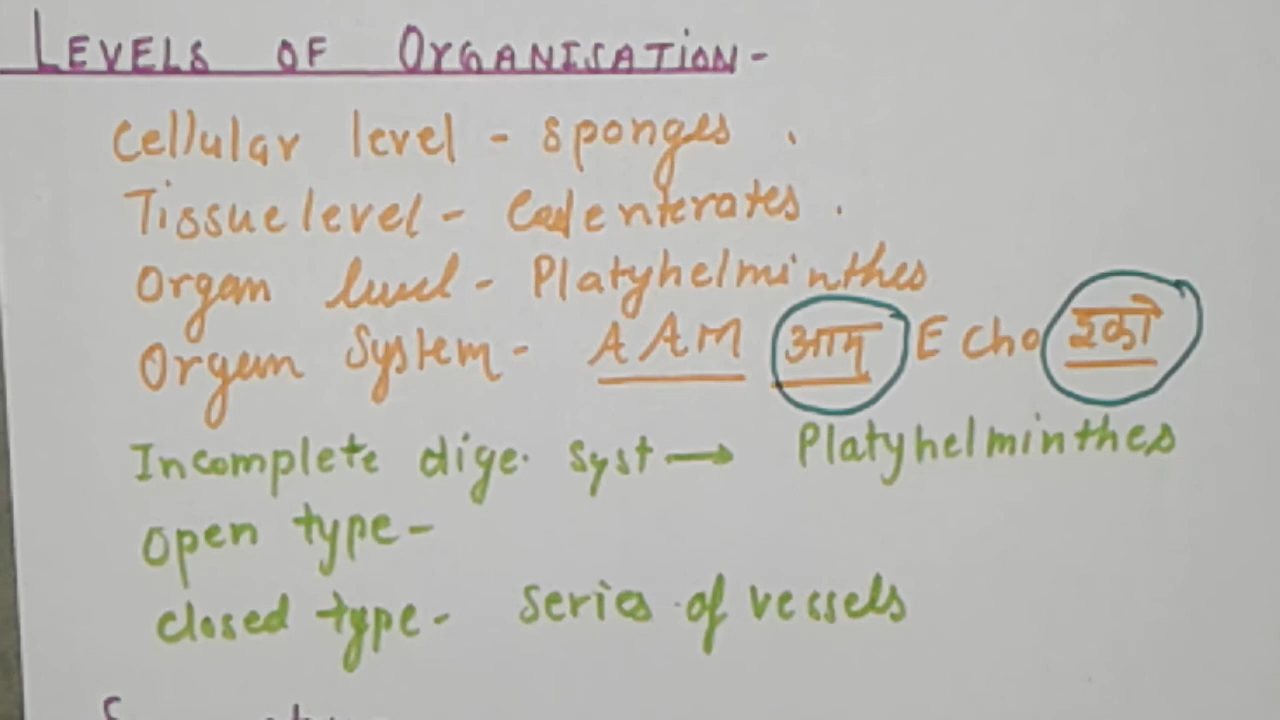 LEVELS OF ORGANISATION-
Cellular level - Sponges .
Tissue level - Coelenterates .
Organ level - Platyhelminthes
Organ System - AAM आम Echo इको
Incomplete dige. syst → Platyhelminthes
Open type -
Closed type - series of vessels